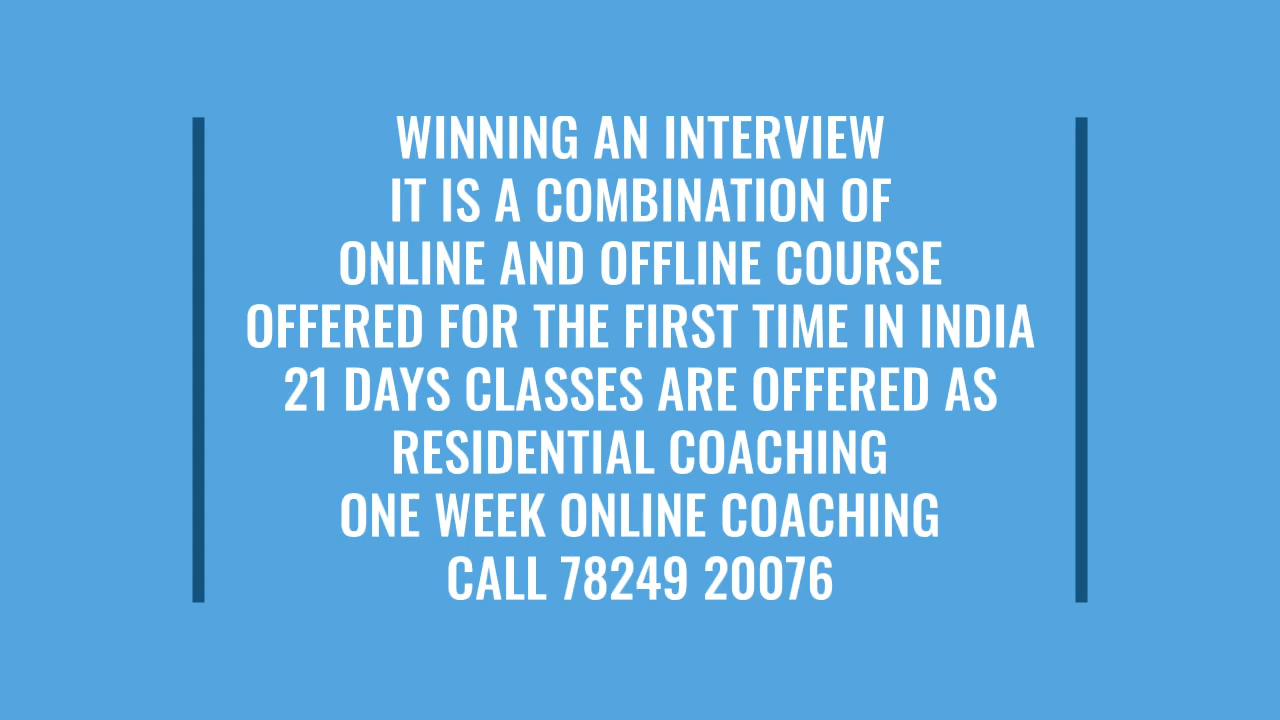 WINNING AN INTERVIEW
IT IS A COMBINATION OF
ONLINE AND OFFLINE COURSE
OFFERED FOR THE FIRST TIME IN INDIA
21 DAYS CLASSES ARE OFFERED AS
RESIDENTIAL COACHING
ONE WEEK ONLINE COACHING
CALL 78249 20076